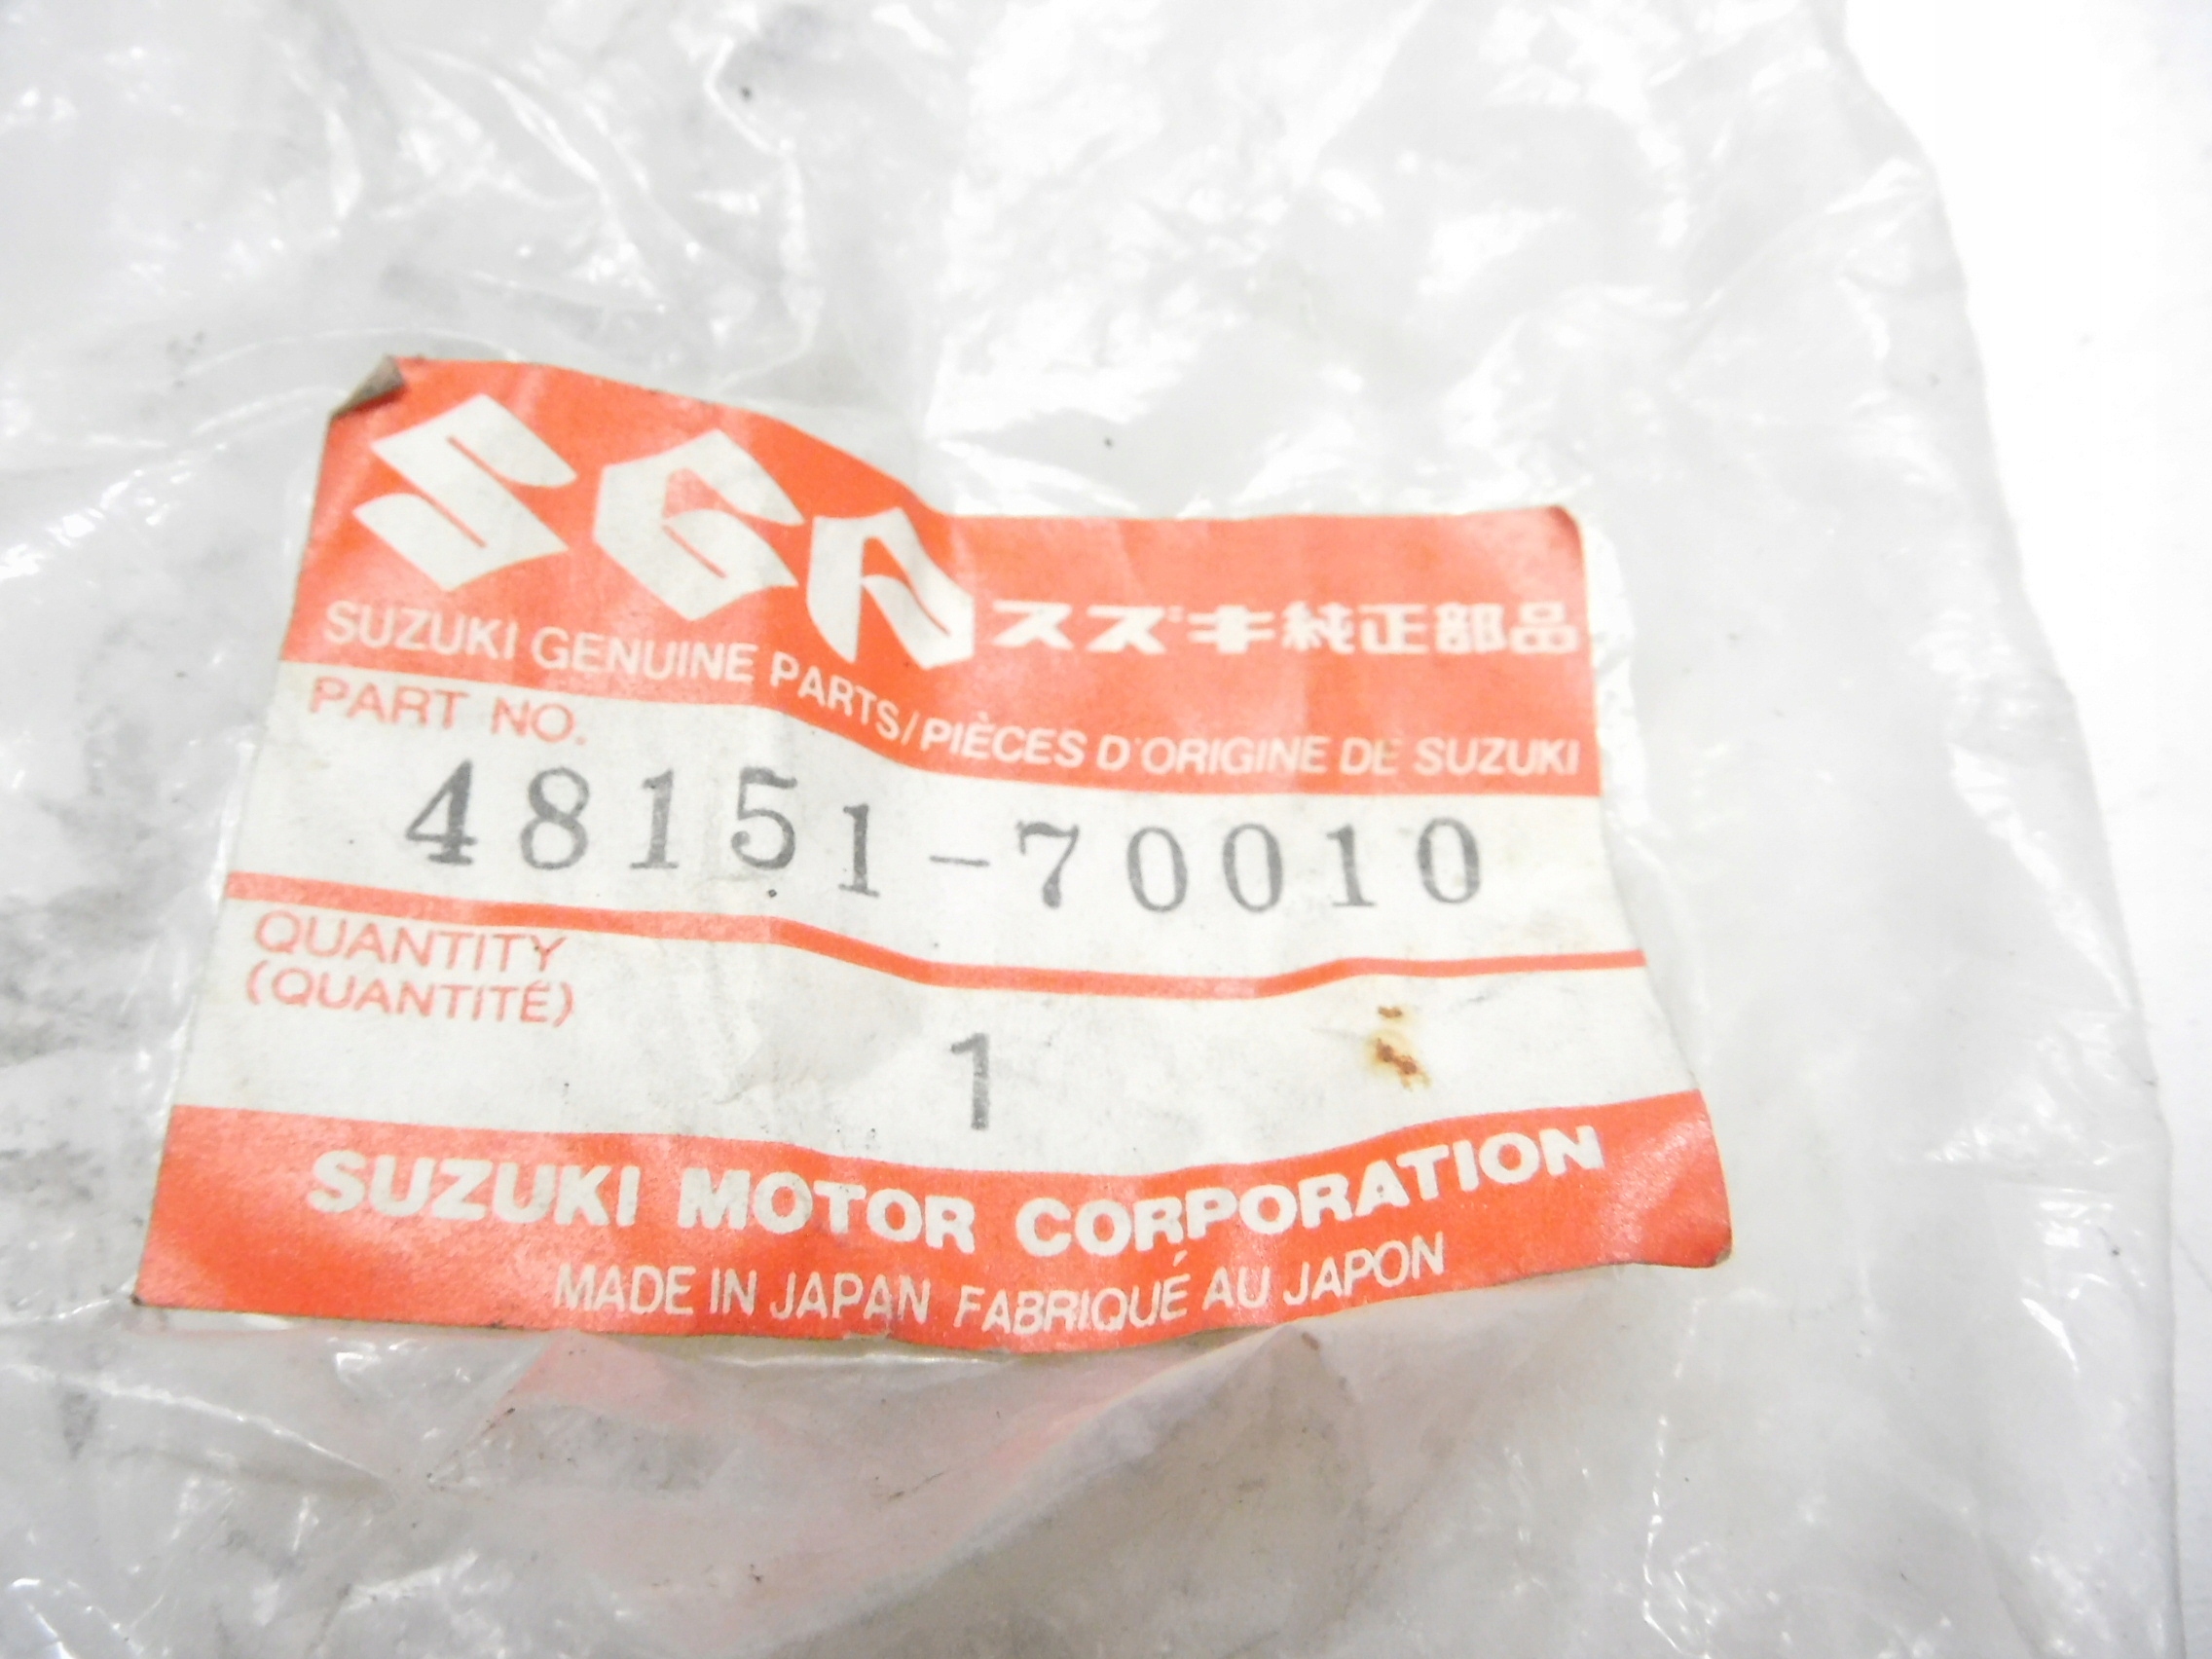 SGP
スズキ純正部品
SUZUKI GENUINE PARTS/PIÈCES D'ORIGINE DE SUZUKI
PART NO.
48151-70010
QUANTITY
(QUANTITÉ)
1
SUZUKI MOTOR CORPORATION
MADE IN JAPAN FABRIQUÉ AU JAPON